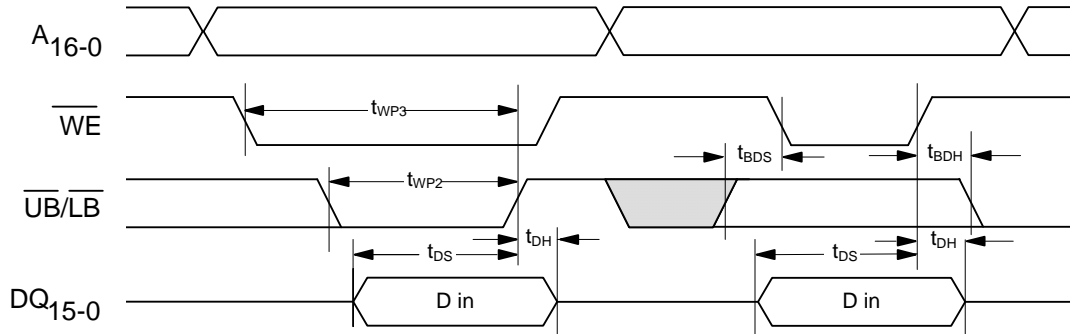 A16-0
WE
tWP3
tBDS
tBDH
UB/LB
tWP2
tDH
tDS
tDS
tDH
DQ15-0
D in
D in